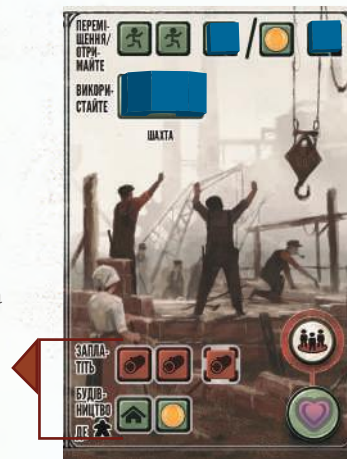 ПЕРЕМІ-
ЩЕННЯ/
ОТРИ-
МАЙТЕ
ВИКОРИ-
СТАЙТЕ
ШАХТА
ЗАПЛА-
ТІТЬ
БУДІВ-
НИЦТВО
ДЕ